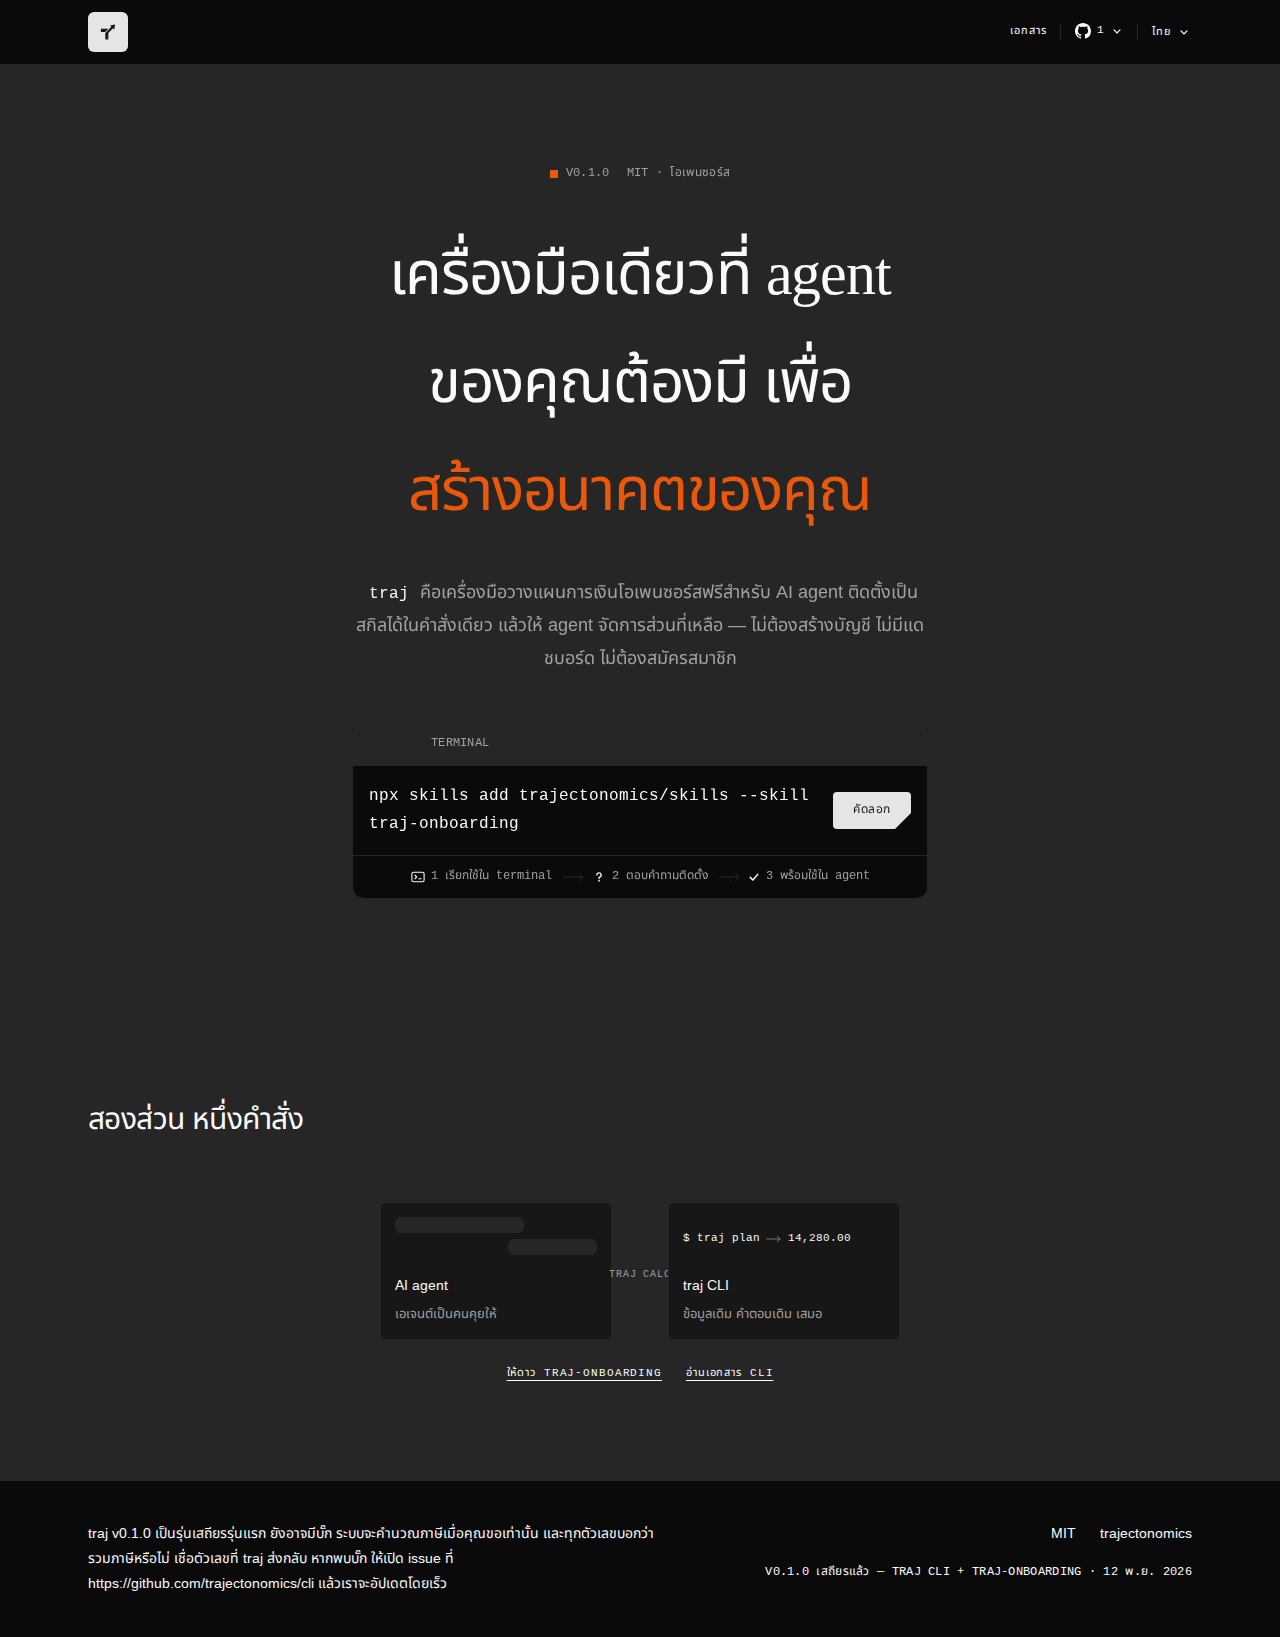 เอกสาร
1
ไทย
V0.1.0 MIT · โอเพนซอร์ส
เครื่องมือเดียวที่ agent
ของคุณต้องมี เพื่อ
สร้างอนาคตของคุณ
traj คือเครื่องมือวางแผนการเงินโอเพนซอร์สฟรีสำหรับ AI agent ติดตั้งเป็น
สกิลได้ในคำสั่งเดียว แล้วให้ agent จัดการส่วนที่เหลือ — ไม่ต้องสร้างบัญชี ไม่มีแด
ชบอร์ด ไม่ต้องสมัครสมาชิก
TERMINAL
npx skills add trajectonomics/skills --skill
traj-onboarding
คัดลอก
1 เรียกใช้ใน terminal
2 ตอบคำถามติดตั้ง
3 พร้อมใช้ใน agent
สองส่วน หนึ่งคำสั่ง
AI agent
เอเจนต์เป็นคนคุยให้
TRAJ CALC
$ traj plan → 14,280.00
traj CLI
ข้อมูลเดิม คำตอบเดิม เสมอ
ให้ดาว TRAJ-ONBOARDING
อ่านเอกสาร CLI
traj v0.1.0 เป็นรุ่นเสถียรรุ่นแรก ยังอาจมีบั๊ก ระบบจะคำนวณภาษีเมื่อคุณขอเท่านั้น และทุกตัวเลขบอกว่า
รวมภาษีหรือไม่ เชื่อตัวเลขที่ traj ส่งกลับ หากพบบั๊ก ให้เปิด issue ที่
https://github.com/trajectonomics/cli แล้วเราจะอัปเดตโดยเร็ว
MIT trajectonomics
V0.1.0 เสถียรแล้ว — TRAJ CLI + TRAJ-ONBOARDING · 12 พ.ย. 2026